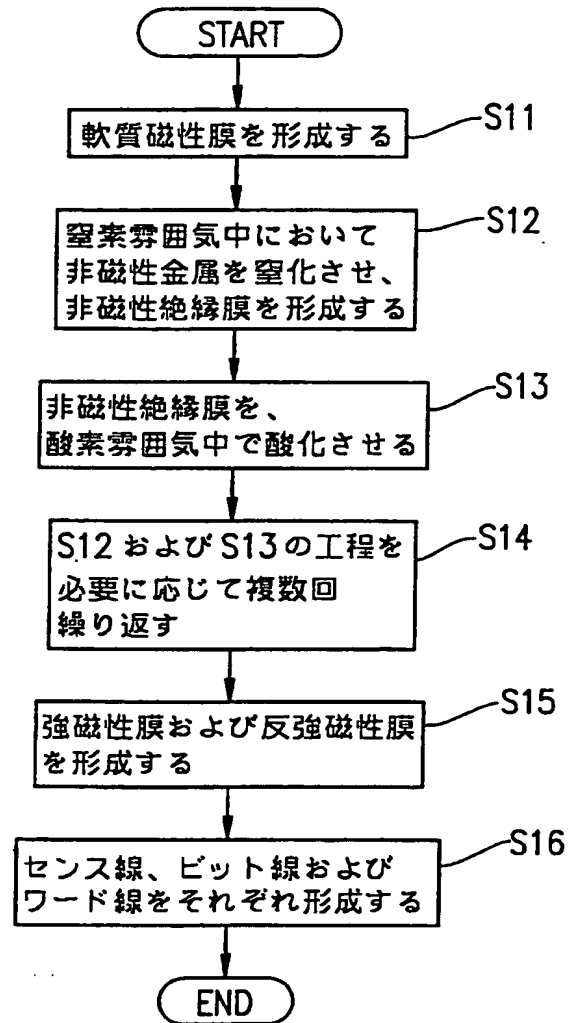 START
軟質磁性膜を形成する
S11
窒素雰囲気中において
非磁性金属を窒化させ、
非磁性絶縁膜を形成する
S12
非磁性絶縁膜を、
酸素雰囲気中で酸化させる
S13
S12 および S13 の工程を
必要に応じて複数回
繰り返す
S14
強磁性膜および反強磁性膜
を形成する
S15
センス線、ビット線および
ワード線をそれぞれ形成する
S16
END